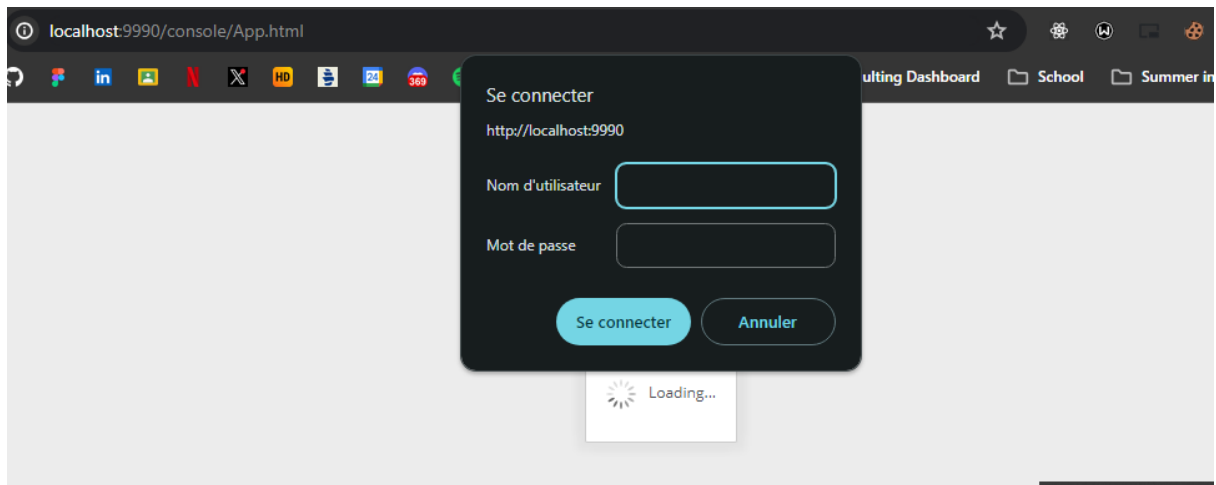 localhost:9990/console/App.html
in
N
X
HD
24
369
ulting Dashboard
School
Summer in
Se connecter
http://localhost:9990
Nom d'utilisateur
Mot de passe
Se connecter
Annuler
Loading...